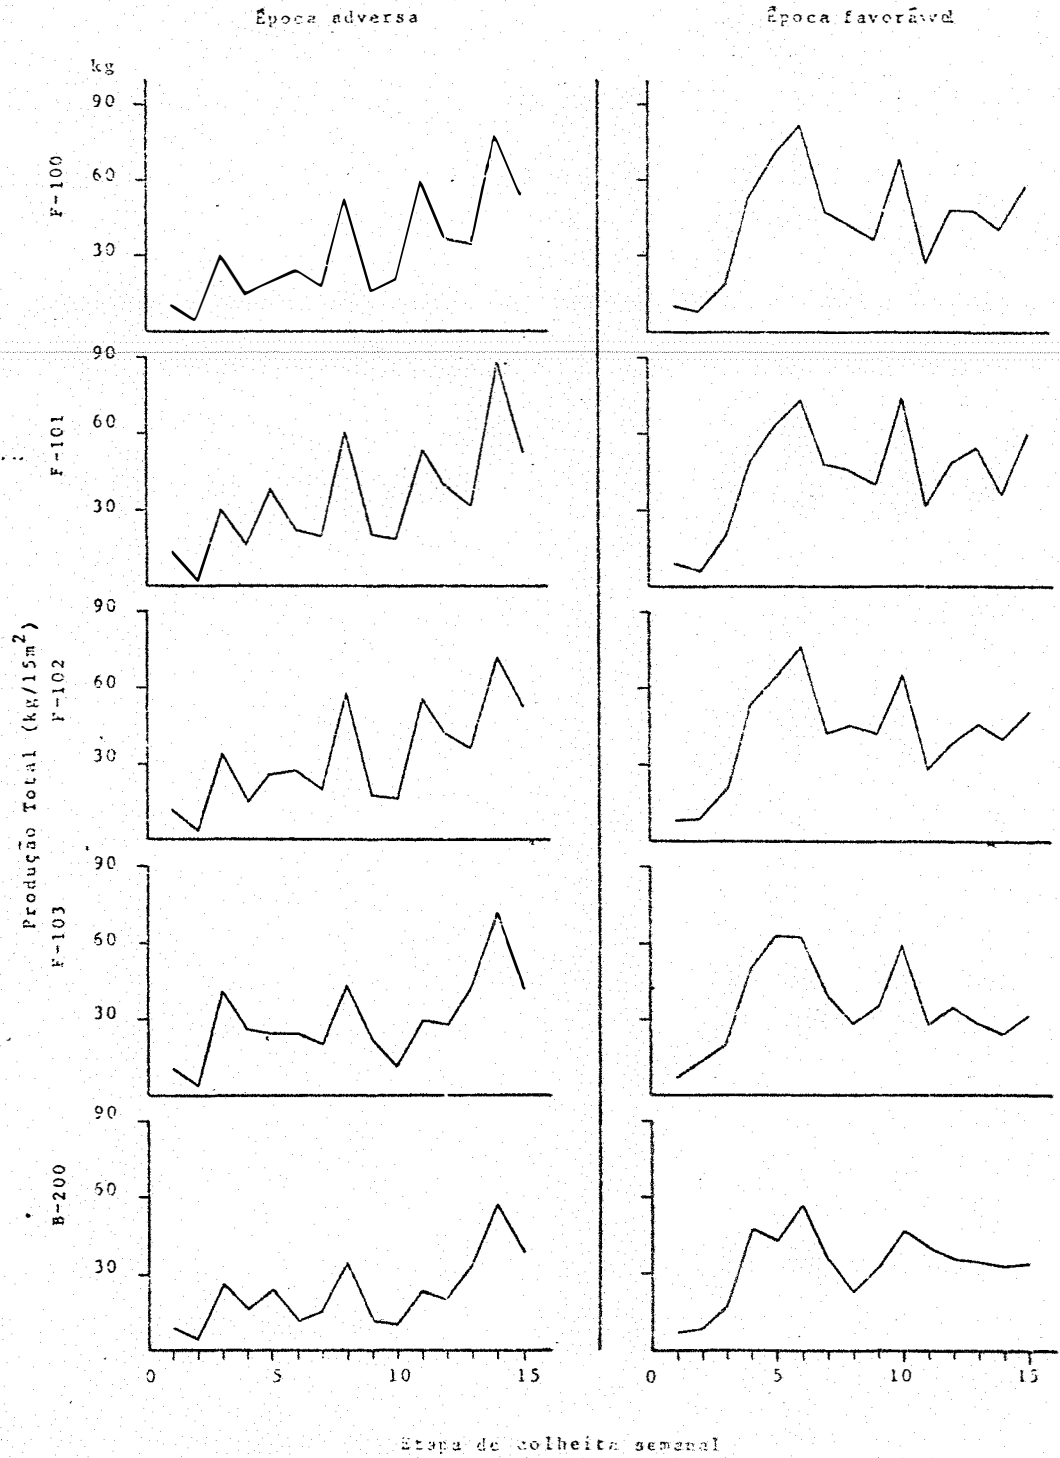 Época adversa
Época favorável
kg
90
60
30
F-100
90
60
30
F-101
90
60
30
F-102
Produção Total (kg/15m²)
90
60
30
F-103
90
60
30
B-200
0 5 10 15
0 5 10 15
Etapa de colheita semanal